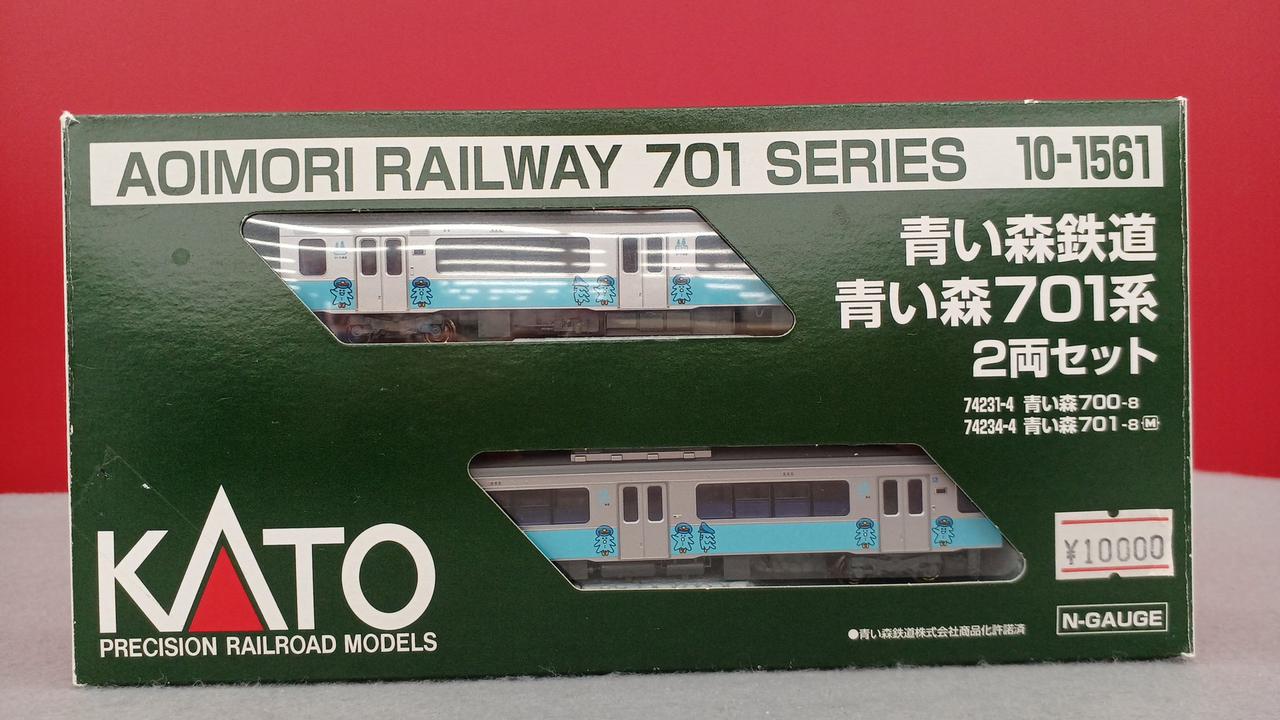 AOIMORI RAILWAY 701 SERIES 10-1561
青い森鉄道
青い森701系
2両セット
74231-4 青い森700-8
74234-4 青い森701-8 M
KATO
PRECISION RAILROAD MODELS
¥10000
N-GAUGE
●青い森鉄道株式会社商品化許諾済